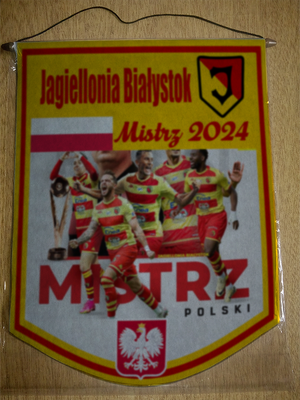 Jagiellonia Białystok
J
Mistrz 2024
MISTRZ
POLSKI